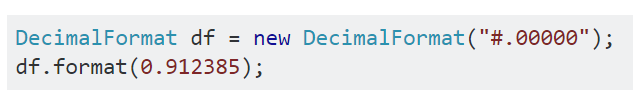 DecimalFormat df = new DecimalFormat("#.00000");
df.format(0.912385);